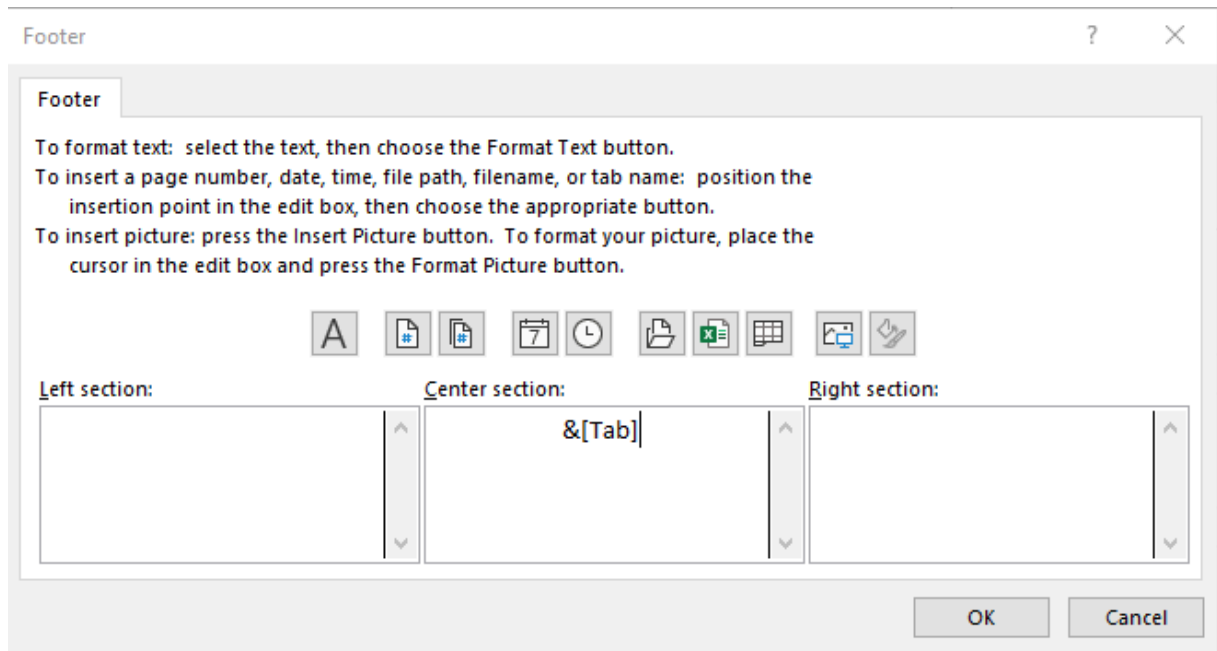 Footer
?
Footer
To format text:  select the text, then choose the Format Text button.
To insert a page number, date, time, file path, filename, or tab name:  position the
insertion point in the edit box, then choose the appropriate button.
To insert picture: press the Insert Picture button.  To format your picture, place the
cursor in the edit box and press the Format Picture button.
A # # 7 X
Left section: Center section: Right section:
&[Tab]
OK Cancel